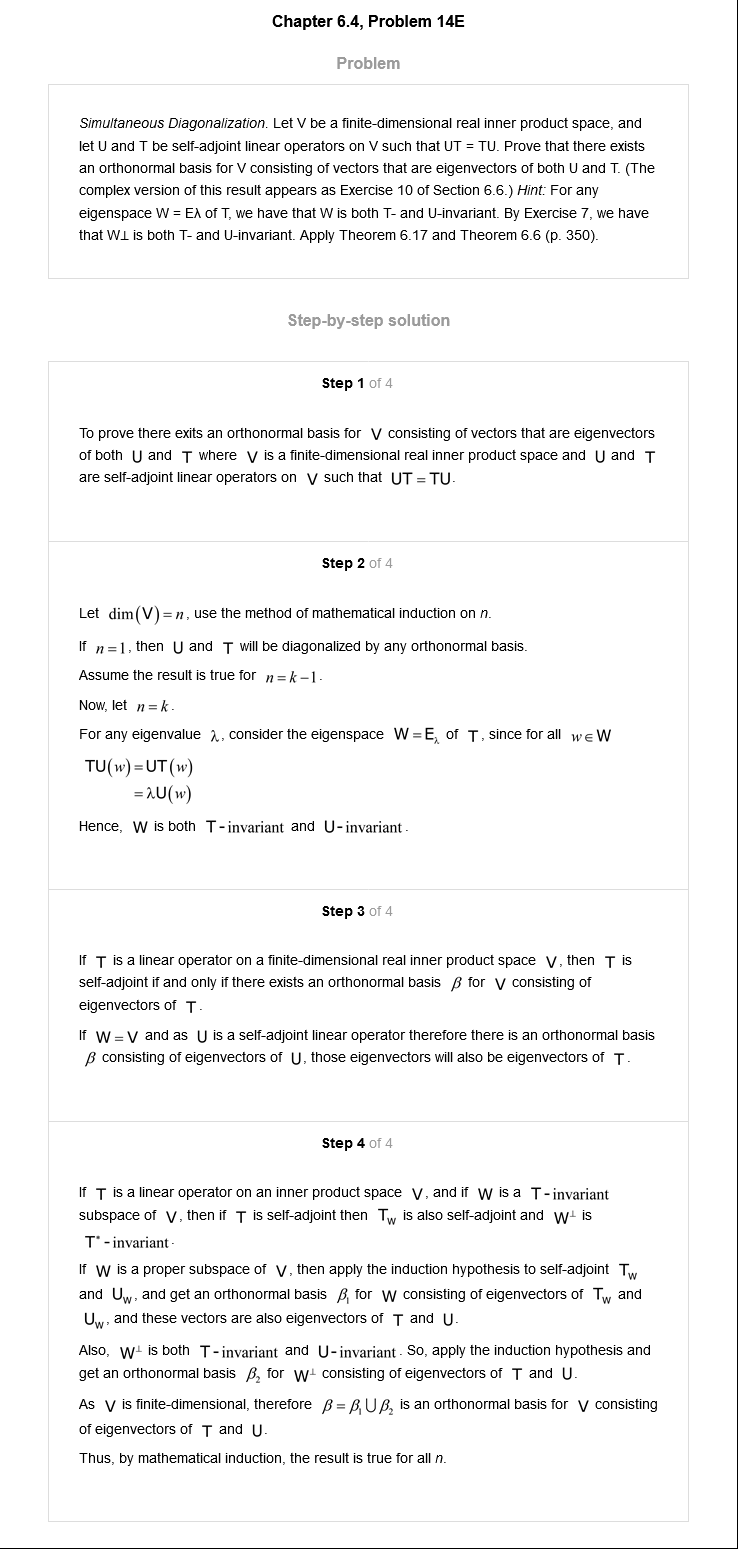 Chapter 6.4, Problem 14E
Problem
Simultaneous Diagonalization. Let V be a finite-dimensional real inner product space, and
let U and T be self-adjoint linear operators on V such that UT = TU. Prove that there exists
an orthonormal basis for V consisting of vectors that are eigenvectors of both U and T. (The
complex version of this result appears as Exercise 10 of Section 6.6.) Hint: For any
eigenspace W = Eλ of T, we have that W is both T- and U-invariant. By Exercise 7, we have
that W⊥ is both T- and U-invariant. Apply Theorem 6.17 and Theorem 6.6 (p. 350).
Step-by-step solution
Step 1 of 4
To prove there exits an orthonormal basis for V consisting of vectors that are eigenvectors
of both U and T where V is a finite-dimensional real inner product space and U and T
are self-adjoint linear operators on V such that UT = TU.
Step 2 of 4
Let dim(V) = n, use the method of mathematical induction on n.
If n = 1, then U and T will be diagonalized by any orthonormal basis.
Assume the result is true for n = k − 1.
Now, let n = k.
For any eigenvalue λ, consider the eigenspace W = E_λ of T, since for all w ∈ W
TU(w) = UT(w)
= λU(w)
Hence, W is both T-invariant and U-invariant.
Step 3 of 4
If T is a linear operator on a finite-dimensional real inner product space V, then T is
self-adjoint if and only if there exists an orthonormal basis β for V consisting of
eigenvectors of T.
If W = V and as U is a self-adjoint linear operator therefore there is an orthonormal basis
β consisting of eigenvectors of U, those eigenvectors will also be eigenvectors of T.
Step 4 of 4
If T is a linear operator on an inner product space V, and if W is a T-invariant
subspace of V, then if T is self-adjoint then T_W is also self-adjoint and W⊥ is
T*-invariant.
If W is a proper subspace of V, then apply the induction hypothesis to self-adjoint T_W
and U_W, and get an orthonormal basis β₁ for W consisting of eigenvectors of T_W and
U_W, and these vectors are also eigenvectors of T and U.
Also, W⊥ is both T-invariant and U-invariant. So, apply the induction hypothesis and
get an orthonormal basis β₂ for W⊥ consisting of eigenvectors of T and U.
As V is finite-dimensional, therefore β = β₁ ∪ β₂ is an orthonormal basis for V consisting
of eigenvectors of T and U.
Thus, by mathematical induction, the result is true for all n.